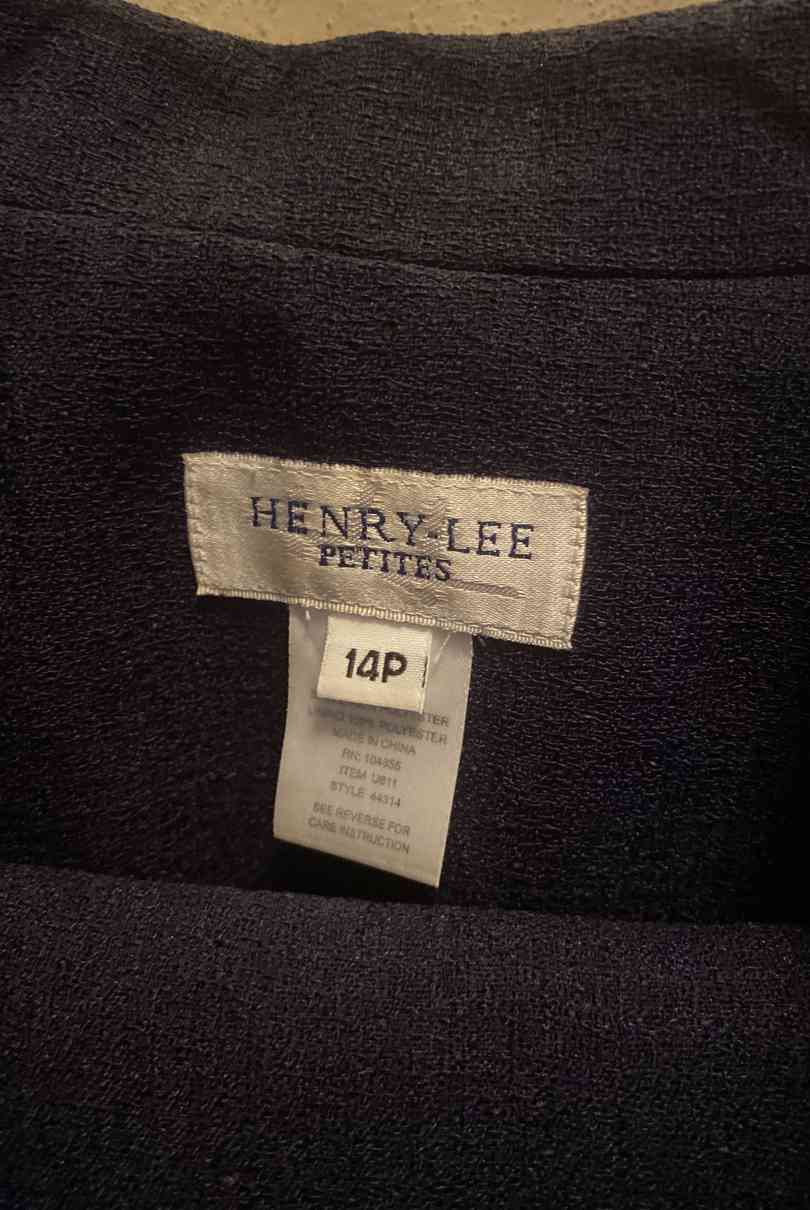 HENRY-LEE
PETITES
14P
LINING 100% POLYESTER
MADE IN CHINA
RN: 104955
ITEM U811
STYLE 44314
SEE REVERSE FOR
CARE INSTRUCTION